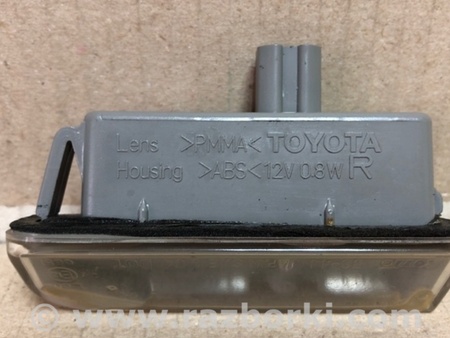 Lens >PMMA< TOYOTA
Housing >ABS< 12V 0.8W R
www.razborki.com